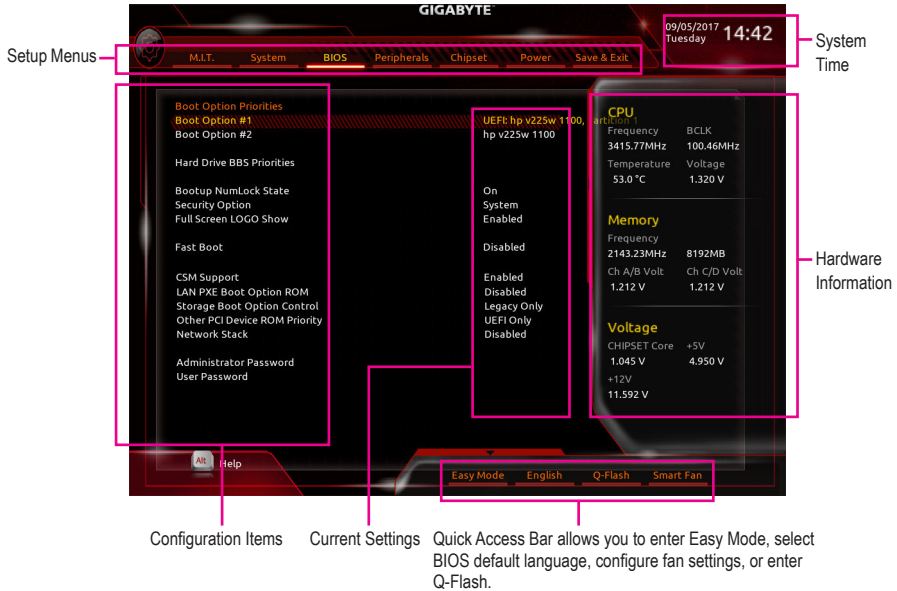 GIGABYTE™
Setup Menus
M.I.T. System BIOS Peripherals Chipset Power Save & Exit
09/05/2017
Tuesday
14:42
System
Time
Boot Option Priorities
Boot Option #1 UEFI: hp v225w 1100, Partition 1
Boot Option #2 hp v225w 1100
Hard Drive BBS Priorities
Bootup NumLock State On
Security Option System
Full Screen LOGO Show Enabled
Fast Boot Disabled
CSM Support Enabled
LAN PXE Boot Option ROM Disabled
Storage Boot Option Control Legacy Only
Other PCI Device ROM Priority UEFI Only
Network Stack Disabled
Administrator Password
User Password
CPU
Frequency BCLK
3415.77MHz 100.46MHz
Temperature Voltage
53.0 °C 1.320 V
Memory
Frequency
2143.23MHz 8192MB
Ch A/B Volt Ch C/D Volt
1.212 V 1.212 V
Voltage
CHIPSET Core +5V
1.045 V 4.950 V
+12V
11.592 V
Hardware
Information
Alt Help
Easy Mode English Q-Flash Smart Fan
Configuration Items
Current Settings
Quick Access Bar allows you to enter Easy Mode, select
BIOS default language, configure fan settings, or enter
Q-Flash.